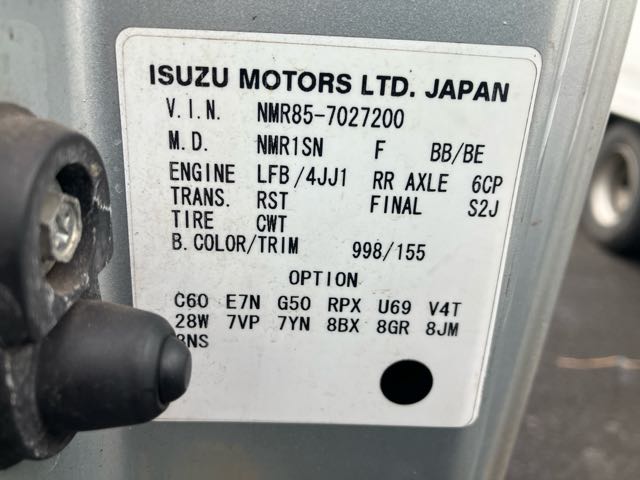 ISUZU MOTORS LTD. JAPAN
V.I.N. NMR85-7027200
M.D. NMR1SN F BB/BE
ENGINE LFB/4JJ1 RR AXLE 6CP
TRANS. RST FINAL S2J
TIRE CWT
B.COLOR/TRIM 998/155
OPTION
C60 E7N G50 RPX U69 V4T
28W 7VP 7YN 8BX 8GR 8JM
8NS